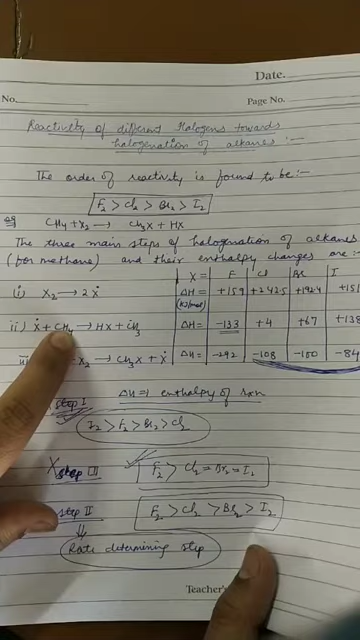 Date.
No.
Page No.
Reactivity of different Halogens towards
halogenation of alkanes :-
The order of reactivity is found to be:-
F2 > Cl2 > Br2 > I2
eg CH4 + X2 → CH3X + HX
The three main steps of halogenation of alkanes
(for methane) and their enthalpy changes are:-
X = F Cl Br I
(i) X2 → 2Ẋ ΔH = +159 +242.5 +192.4 +151
(kJ/mol)
ii) Ẋ + CH4 → HX + ĊH3 ΔH = -133 +4 +67 +138
X2 → CH3X + Ẋ ΔH = -292 -108 -100 -84
Step I ΔH = enthalpy of rxn
I2 > F2 > Br2 > Cl2
X Step III F2 > Cl2 = Br2 = I2
Step II F2 > Cl2 > Br2 > I2
Rate determining step
Teacher's